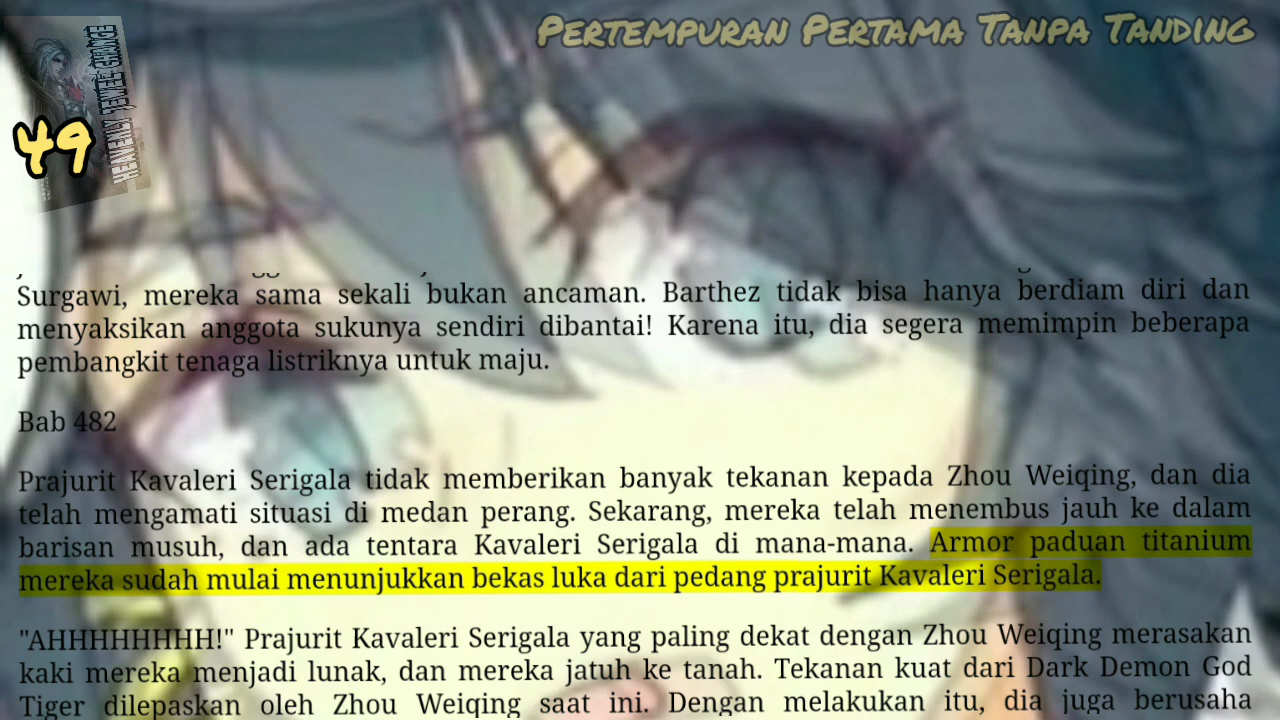 PERTEMPURAN PERTAMA TANPA TANDING
HEAVENLY JEWEL CHANGE
49
Surgawi, mereka sama sekali bukan ancaman. Barthez tidak bisa hanya berdiam diri dan
menyaksikan anggota sukunya sendiri dibantai! Karena itu, dia segera memimpin beberapa
pembangkit tenaga listriknya untuk maju.
Bab 482
Prajurit Kavaleri Serigala tidak memberikan banyak tekanan kepada Zhou Weiqing, dan dia
telah mengamati situasi di medan perang. Sekarang, mereka telah menembus jauh ke dalam
barisan musuh, dan ada tentara Kavaleri Serigala di mana-mana. Armor paduan titanium
mereka sudah mulai menunjukkan bekas luka dari pedang prajurit Kavaleri Serigala.
"AHHHHHHHH!" Prajurit Kavaleri Serigala yang paling dekat dengan Zhou Weiqing merasakan
kaki mereka menjadi lunak, dan mereka jatuh ke tanah. Tekanan kuat dari Dark Demon God
Tiger dilepaskan oleh Zhou Weiqing saat ini. Dengan melakukan itu, dia juga berusaha